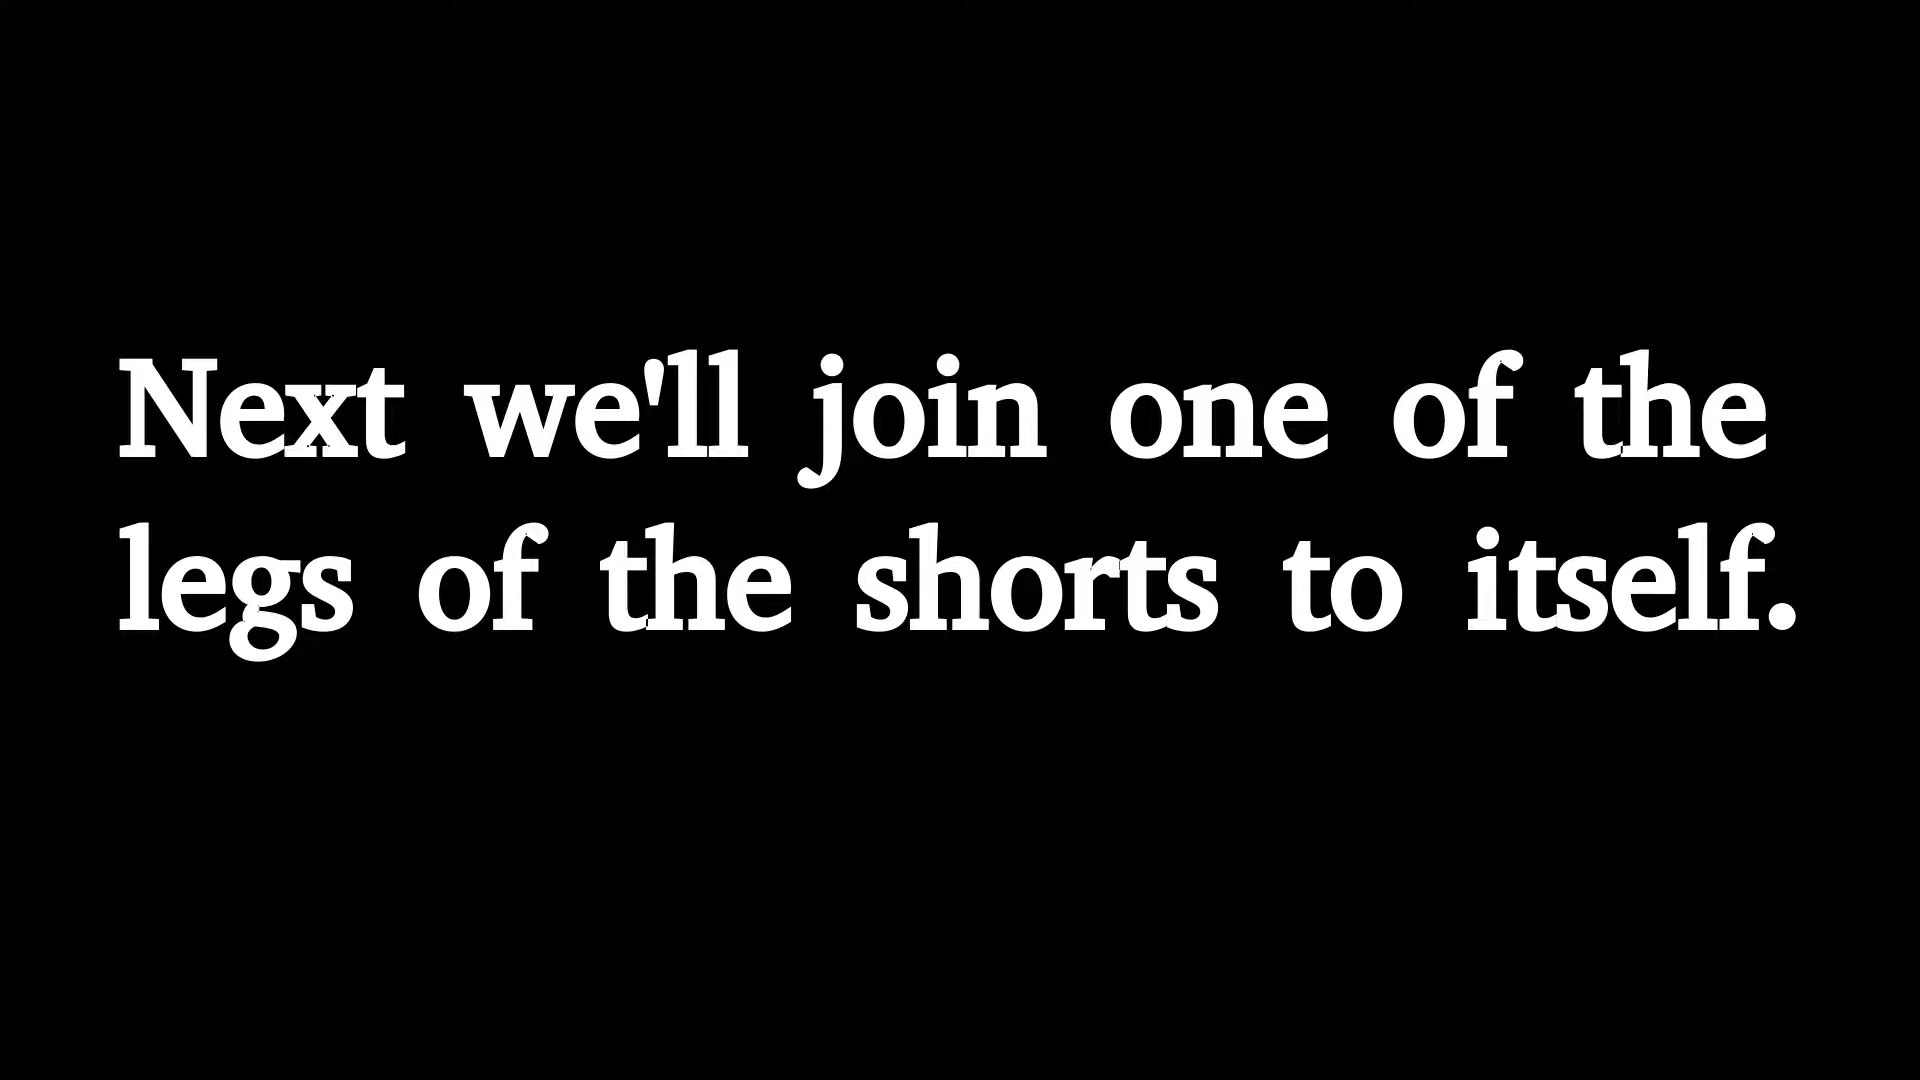 Next we'll join one of the
legs of the shorts to itself.